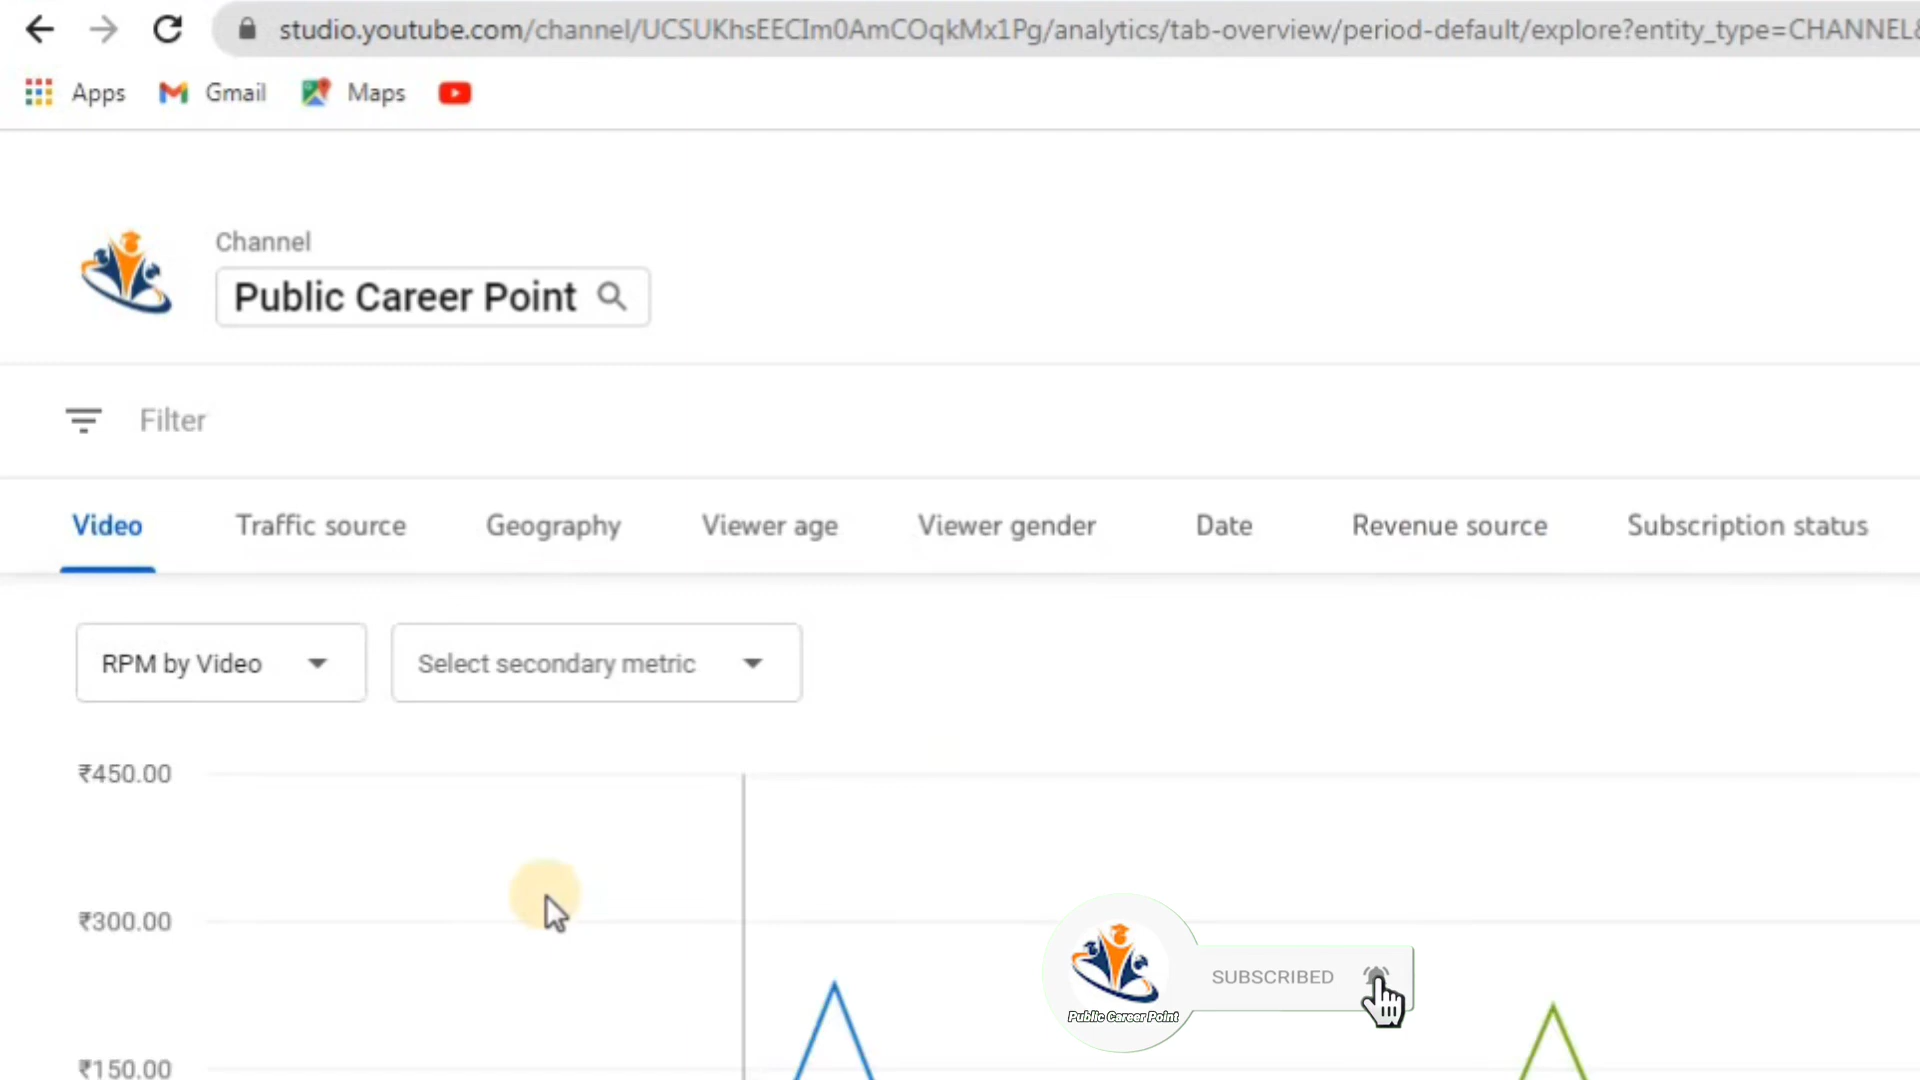 studio.youtube.com/channel/UCSUKhsEECIm0AmCOqkMx1Pg/analytics/tab-overview/period-default/explore?entity_type=CHANNEL&
Apps Gmail Maps
Channel
Public Career Point
Filter
Video Traffic source Geography Viewer age Viewer gender Date Revenue source Subscription status
RPM by Video Select secondary metric
₹450.00
₹300.00
SUBSCRIBED
Public Career Point
₹150.00